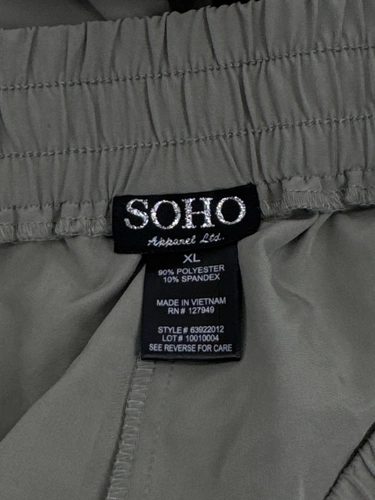 SOHO
Apparel Ltd.
XL
90% POLYESTER
10% SPANDEX
MADE IN VIETNAM
RN# 127949
STYLE# 63922012
LOT# 10010004
SEE REVERSE FOR CARE